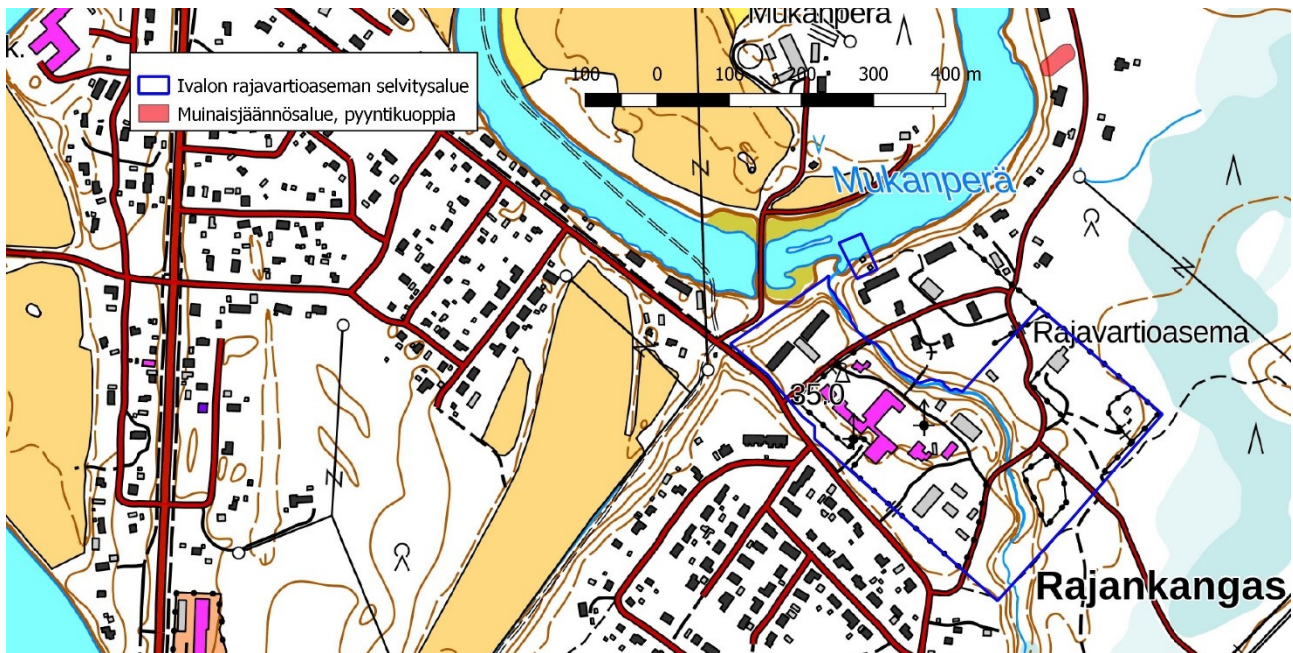 Mukanperä
k.
Ivalon rajavartioaseman selvitysalue
Muinaisjäännösalue, pyyntikuoppia
100 0 100 200 300 400 m
Mukanperä
Rajavartioasema
35.0
Rajankangas